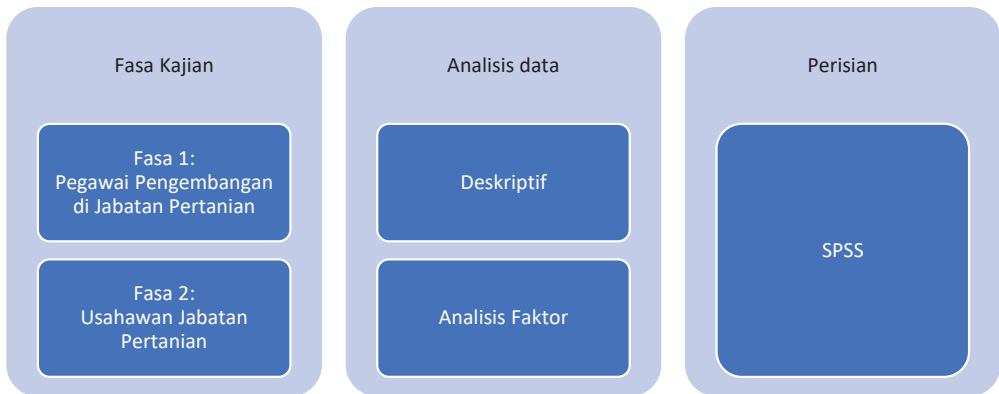 Fasa Kajian
Fasa 1:
Pegawai Pengembangan
di Jabatan Pertanian
Fasa 2:
Usahawan Jabatan
Pertanian
Analisis data
Deskriptif
Analisis Faktor
Perisian
SPSS